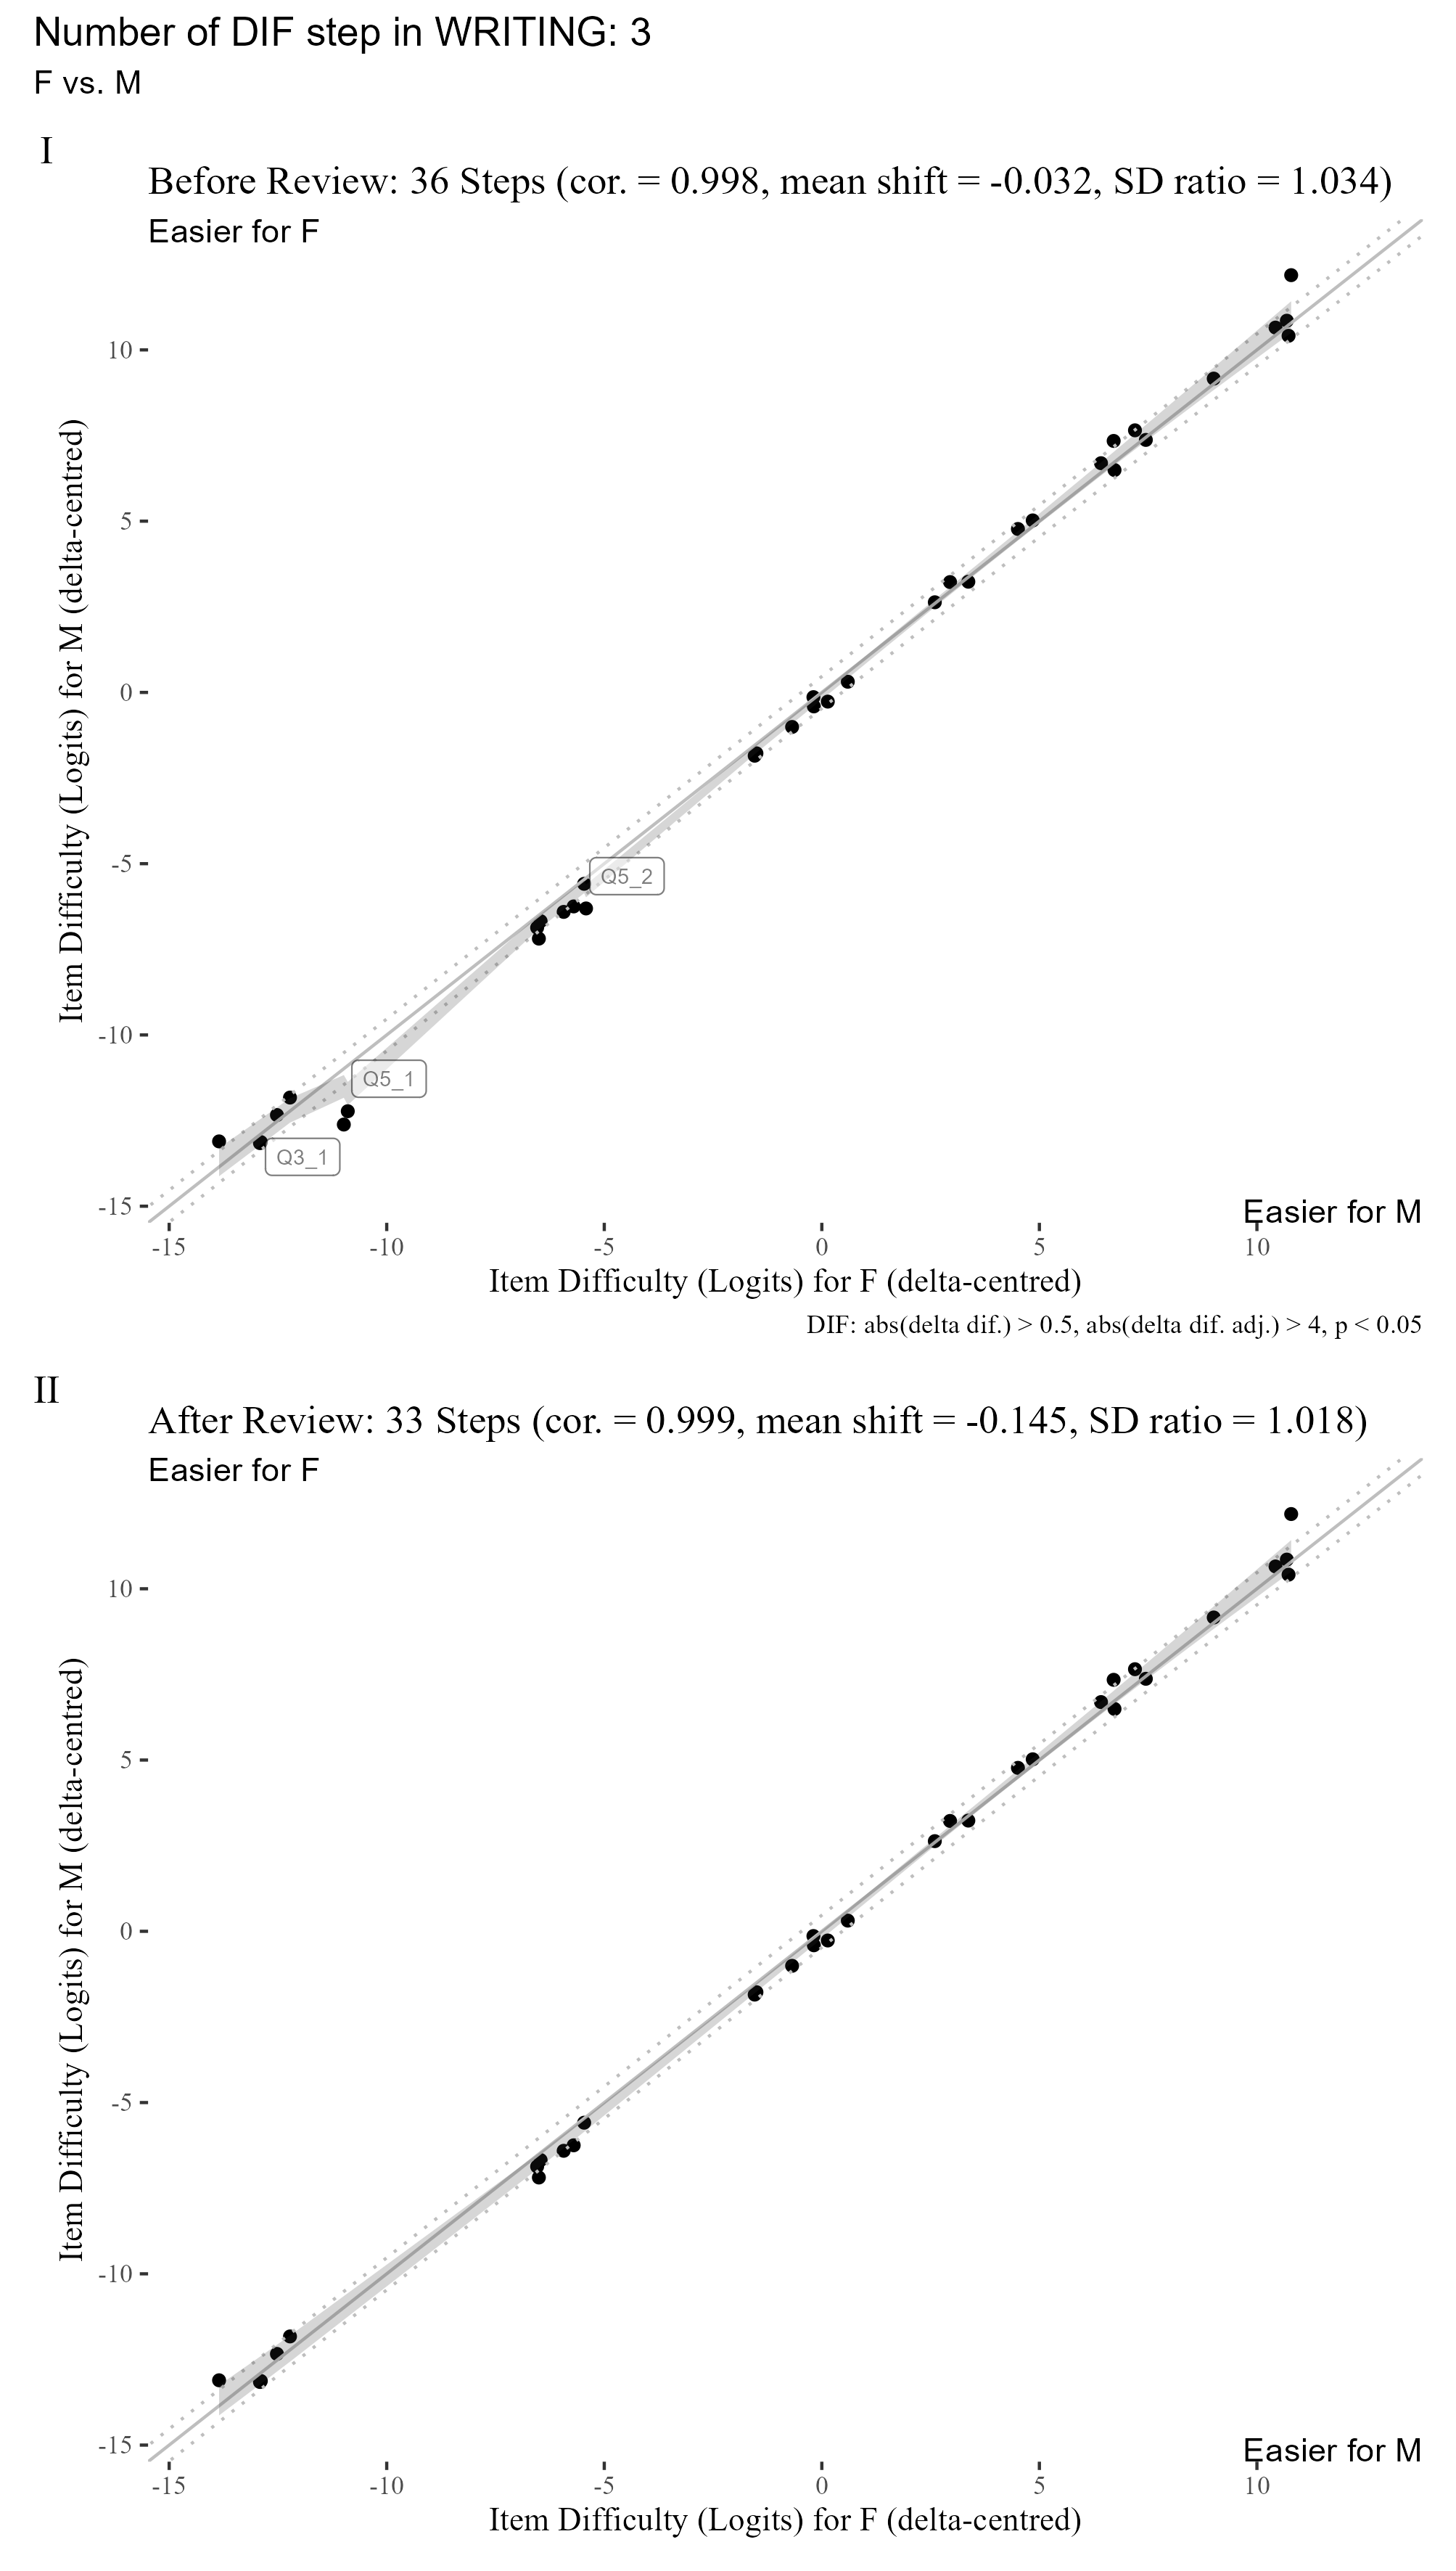 Number of DIF step in WRITING: 3
F vs. M
I
Before Review: 36 Steps (cor. = 0.998, mean shift = -0.032, SD ratio = 1.034)
Easier for F
Item Difficulty (Logits) for M (delta-centred)
10
5
0
-5
-10
-15
Q5_2
Q5_1
Q3_1
Easier for M
-15 -10 -5 0 5 10
Item Difficulty (Logits) for F (delta-centred)
DIF: abs(delta dif.) > 0.5, abs(delta dif. adj.) > 4, p < 0.05
II
After Review: 33 Steps (cor. = 0.999, mean shift = -0.145, SD ratio = 1.018)
Easier for F
Item Difficulty (Logits) for M (delta-centred)
10
5
0
-5
-10
-15
Easier for M
-15 -10 -5 0 5 10
Item Difficulty (Logits) for F (delta-centred)